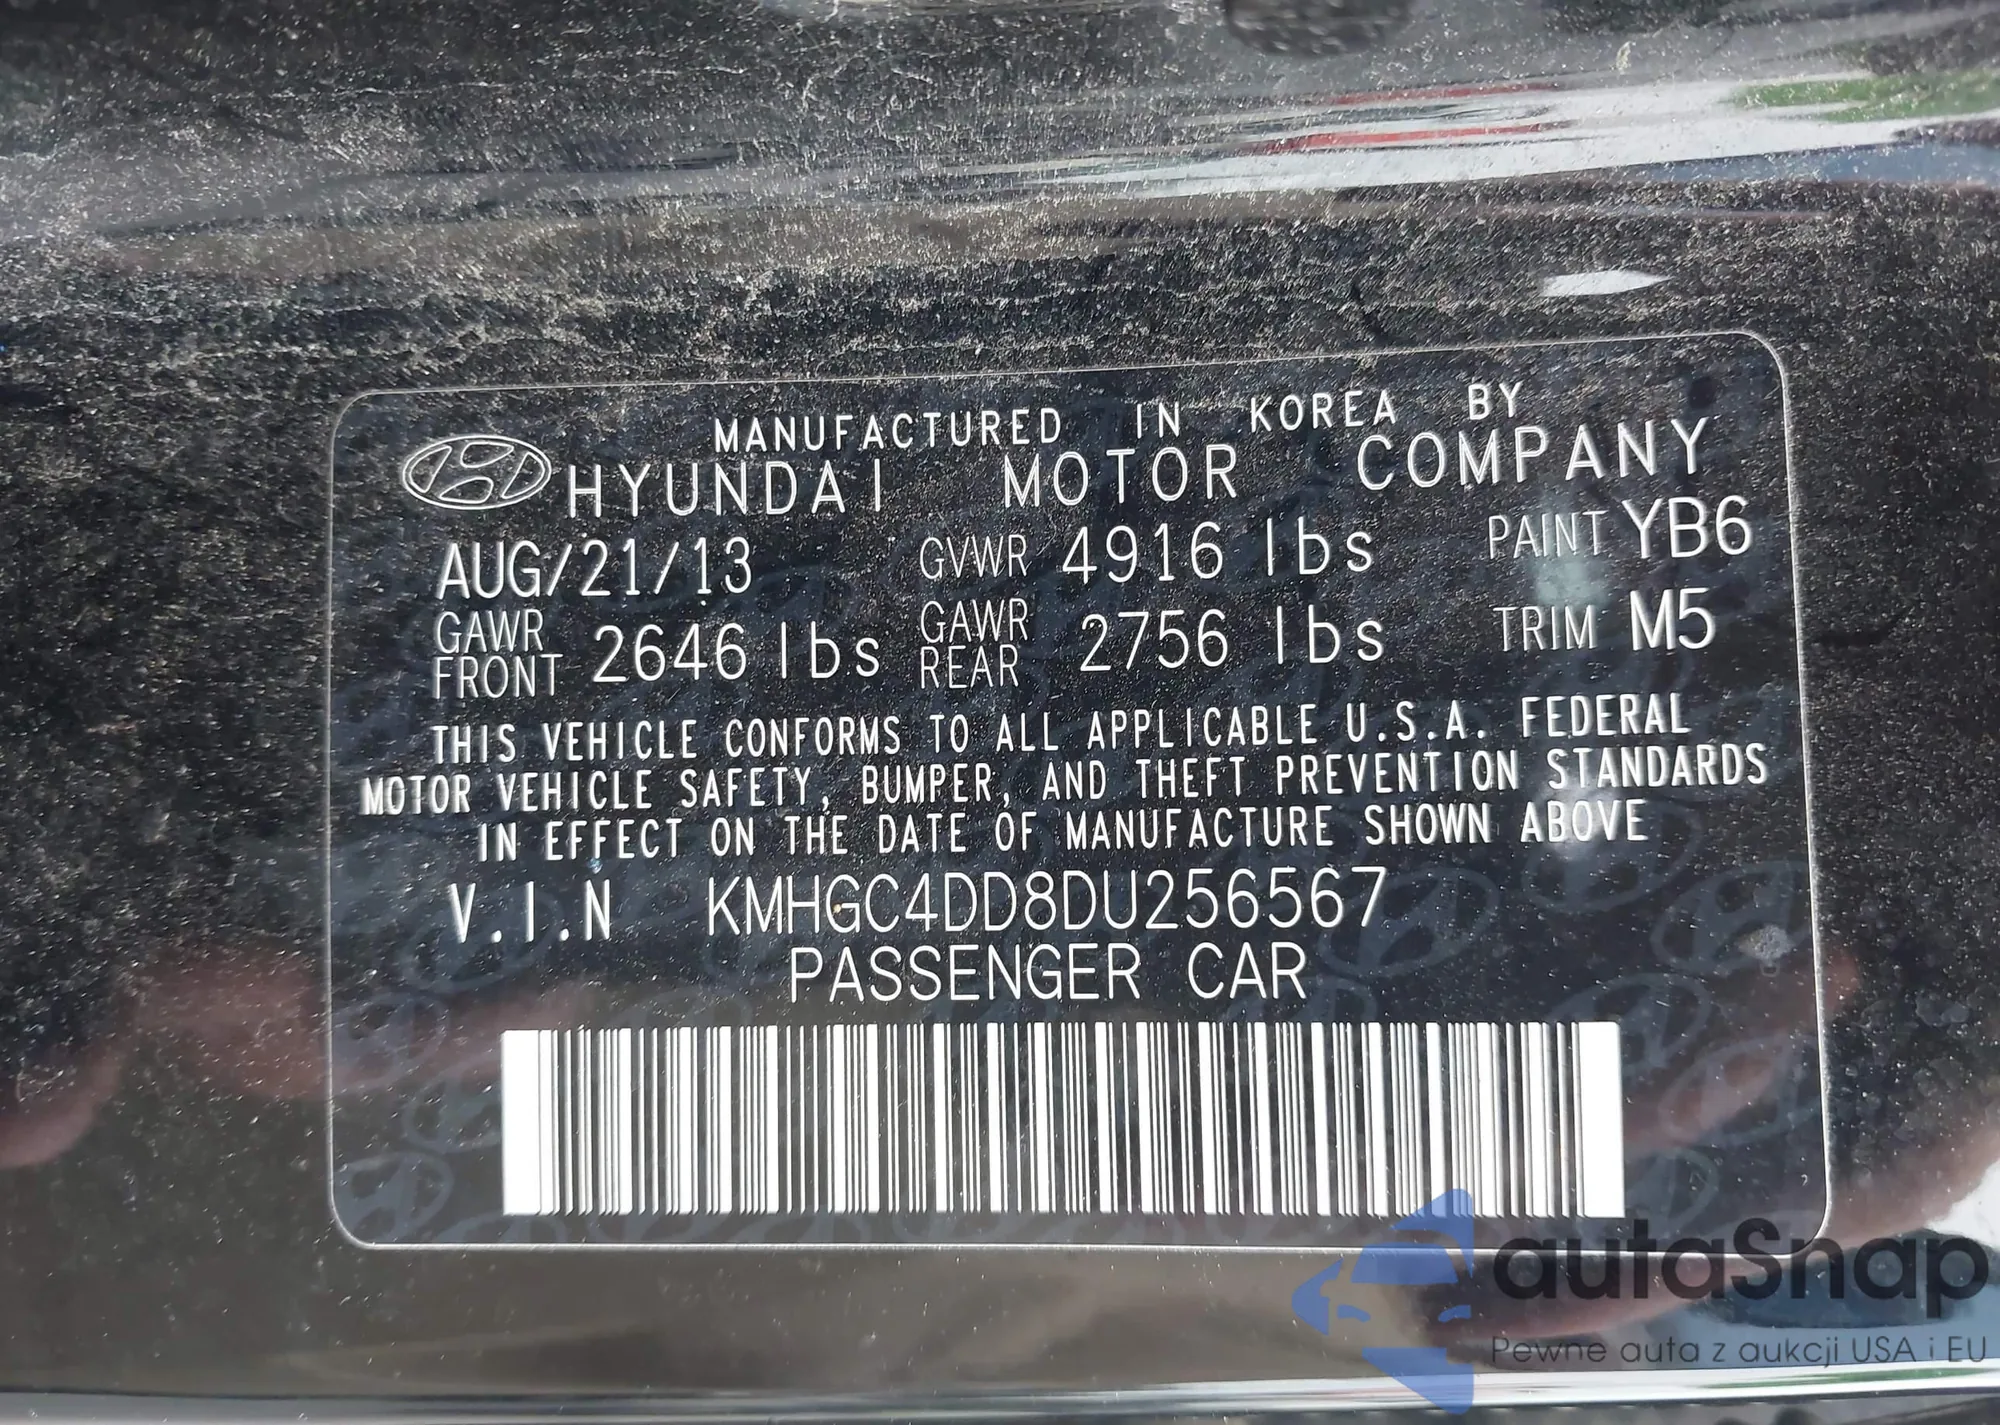 MANUFACTURED IN KOREA BY
HYUNDAI MOTOR COMPANY
AUG/21/13 GVWR 4916 lbs PAINT YB6
GAWR FRONT 2646 lbs GAWR REAR 2756 lbs TRIM M5
THIS VEHICLE CONFORMS TO ALL APPLICABLE U.S.A. FEDERAL
MOTOR VEHICLE SAFETY, BUMPER, AND THEFT PREVENTION STANDARDS
IN EFFECT ON THE DATE OF MANUFACTURE SHOWN ABOVE
V.I.N KMHGC4DD8DU256567
PASSENGER CAR
autaSnap
Pewne auta z aukcji USA i EU